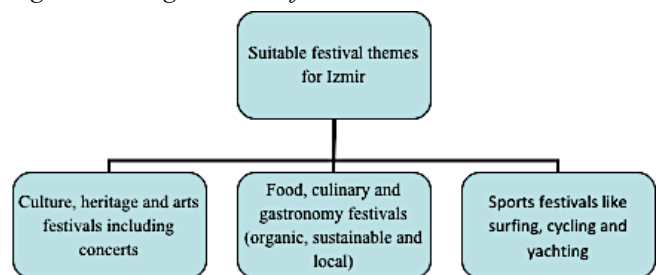 Suitable festival themes
for Izmir
Culture, heritage and arts
festivals including
concerts
Food, culinary and
gastronomy festivals
(organic, sustainable and
local)
Sports festivals like
surfing, cycling and
yachting